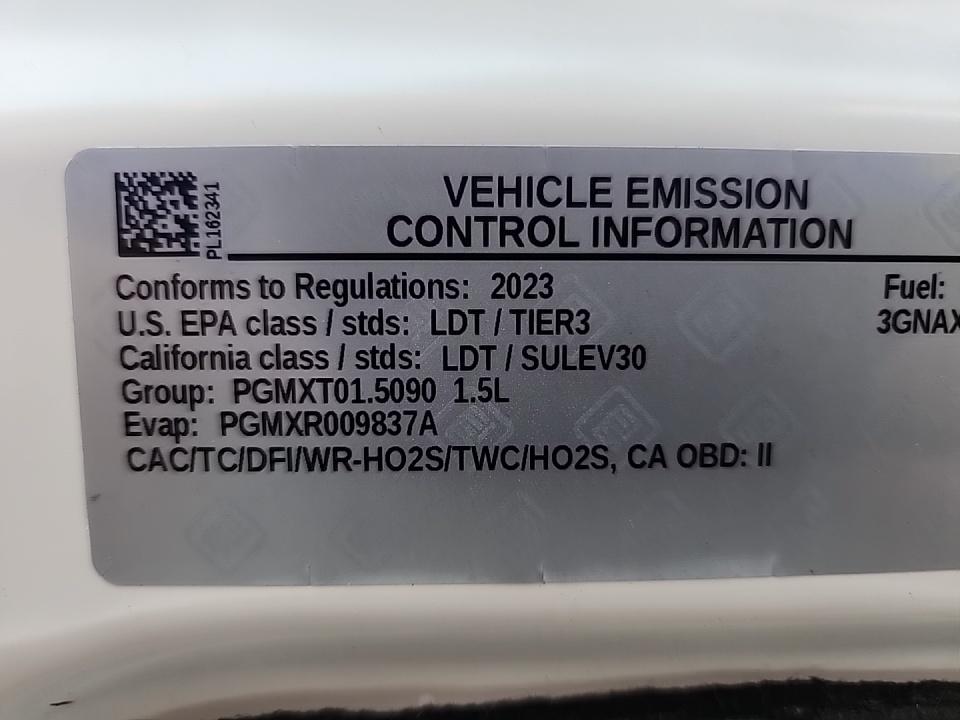 PL162341
VEHICLE EMISSION
CONTROL INFORMATION
Conforms to Regulations: 2023
Fuel:
U.S. EPA class / stds: LDT / TIER3
3GNAX
California class / stds: LDT / SULEV30
Group: PGMXT01.5090 1.5L
Evap: PGMXR009837A
CAC/TC/DFI/WR-HO2S/TWC/HO2S, CA OBD: II